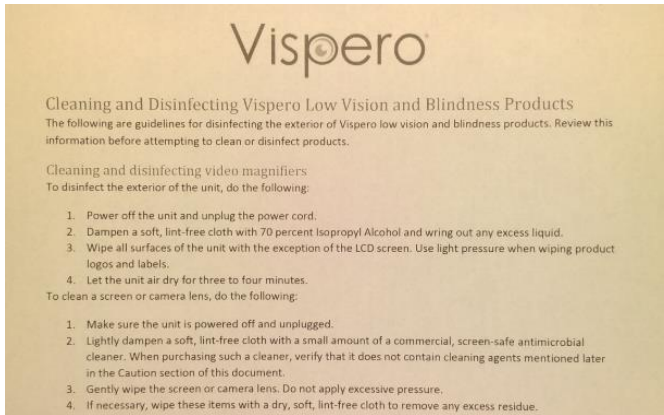 Vispero
Cleaning and Disinfecting Vispero Low Vision and Blindness Products
The following are guidelines for disinfecting the exterior of Vispero low vision and blindness products. Review this
information before attempting to clean or disinfect products.
Cleaning and disinfecting video magnifiers
To disinfect the exterior of the unit, do the following:
1. Power off the unit and unplug the power cord.
2. Dampen a soft, lint-free cloth with 70 percent Isopropyl Alcohol and wring out any excess liquid.
3. Wipe all surfaces of the unit with the exception of the LCD screen. Use light pressure when wiping product
logos and labels.
4. Let the unit air dry for three to four minutes.
To clean a screen or camera lens, do the following:
1. Make sure the unit is powered off and unplugged.
2. Lightly dampen a soft, lint-free cloth with a small amount of a commercial, screen-safe antimicrobial
cleaner. When purchasing such a cleaner, verify that it does not contain cleaning agents mentioned later
in the Caution section of this document.
3. Gently wipe the screen or camera lens. Do not apply excessive pressure.
4. If necessary, wipe these items with a dry, soft, lint-free cloth to remove any excess residue.